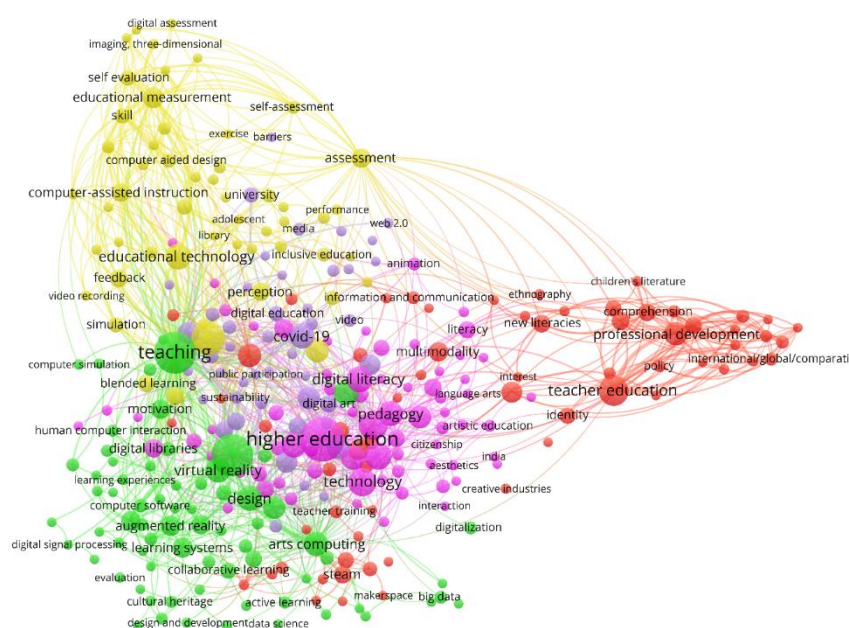 digital assessment
imaging, three-dimensional
self evaluation
educational measurement
skill
self-assessment
exercise
barriers
assessment
computer aided design
computer-assisted instruction
university
adolescent
performance
library
media
web 2.0
educational technology
inclusive education
animation
feedback
perception
information and communication
children's literature
ethnography
video recording
digital education
comprehension
simulation
covid-19
video
literacy
new literacies
professional development
teaching
multimodality
international/global/comparati
computer simulation
public participation
policy
blended learning
digital literacy
interest
teacher education
sustainability
language arts
motivation
digital art
pedagogy
identity
artistic education
human computer interaction
higher education
citizenship
digital libraries
india
virtual reality
aesthetics
learning experiences
technology
creative industries
computer software
design
interaction
teacher training
augmented reality
digitalization
digital signal processing
learning systems
arts computing
collaborative learning
steam
evaluation
makerspace
big data
cultural heritage
active learning
design and development
data science